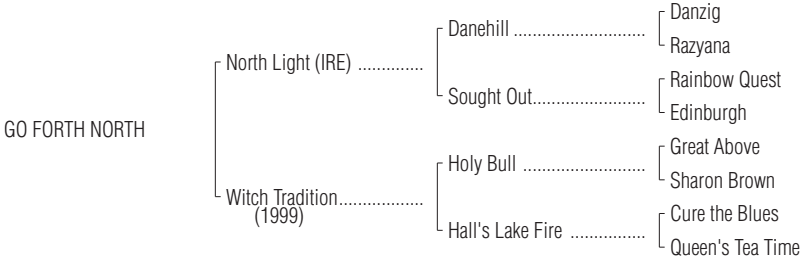 Danzig
Danehill ............................
Razyana
North Light (IRE) ..............
Rainbow Quest
Sought Out........................
Edinburgh
GO FORTH NORTH
Great Above
Holy Bull ..........................
Sharon Brown
Witch Tradition..................
(1999)
Cure the Blues
Hall's Lake Fire ................
Queen's Tea Time